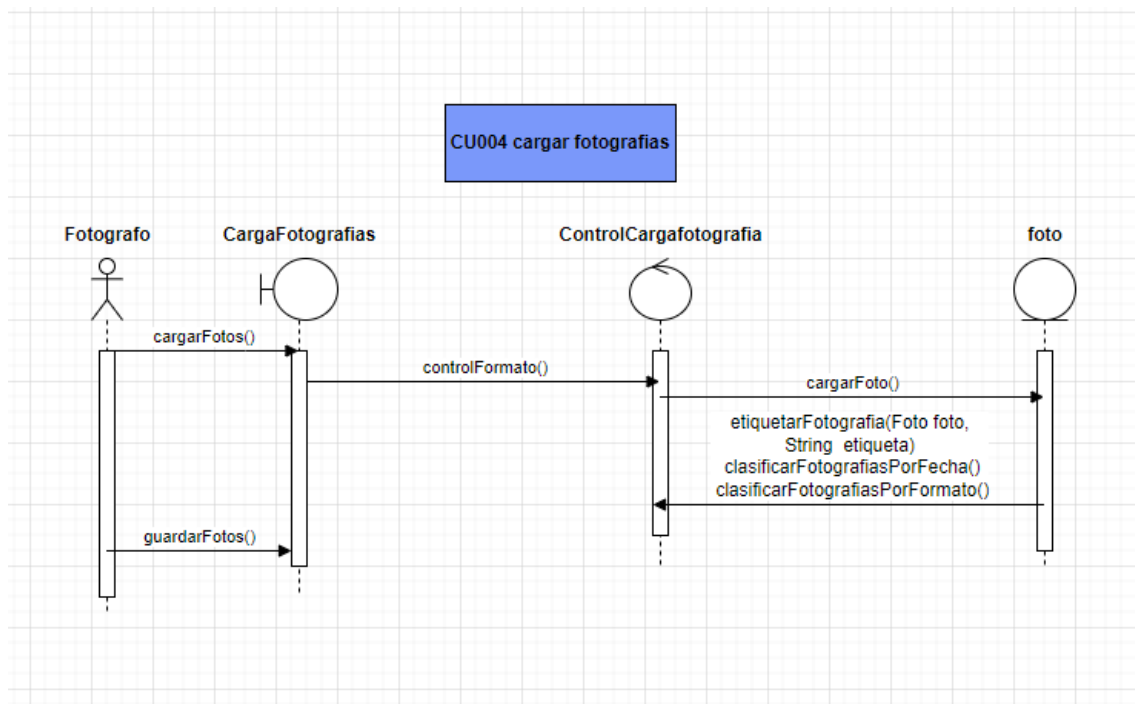 CU004 cargar fotografias
Fotografo
CargaFotografias
ControlCargafotografia
foto
cargarFotos()
controlFormato()
cargarFoto()
etiquetarFotografia(Foto foto,
String etiqueta)
clasificarFotografiasPorFecha()
clasificarFotografiasPorFormato()
guardarFotos()